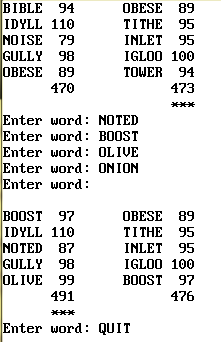 BIBLE 94 OBESE 89
IDYLL 110 TITHE 95
NOISE 79 INLET 95
GULLY 98 IGLOO 100
OBESE 89 TOWER 94
470 473
***
Enter word: NOTED
Enter word: BOOST
Enter word: OLIVE
Enter word: ONION
Enter word:
BOOST 97 OBESE 89
IDYLL 110 TITHE 95
NOTED 87 INLET 95
GULLY 98 IGLOO 100
OLIVE 99 BOOST 97
491 476
***
Enter word: QUIT